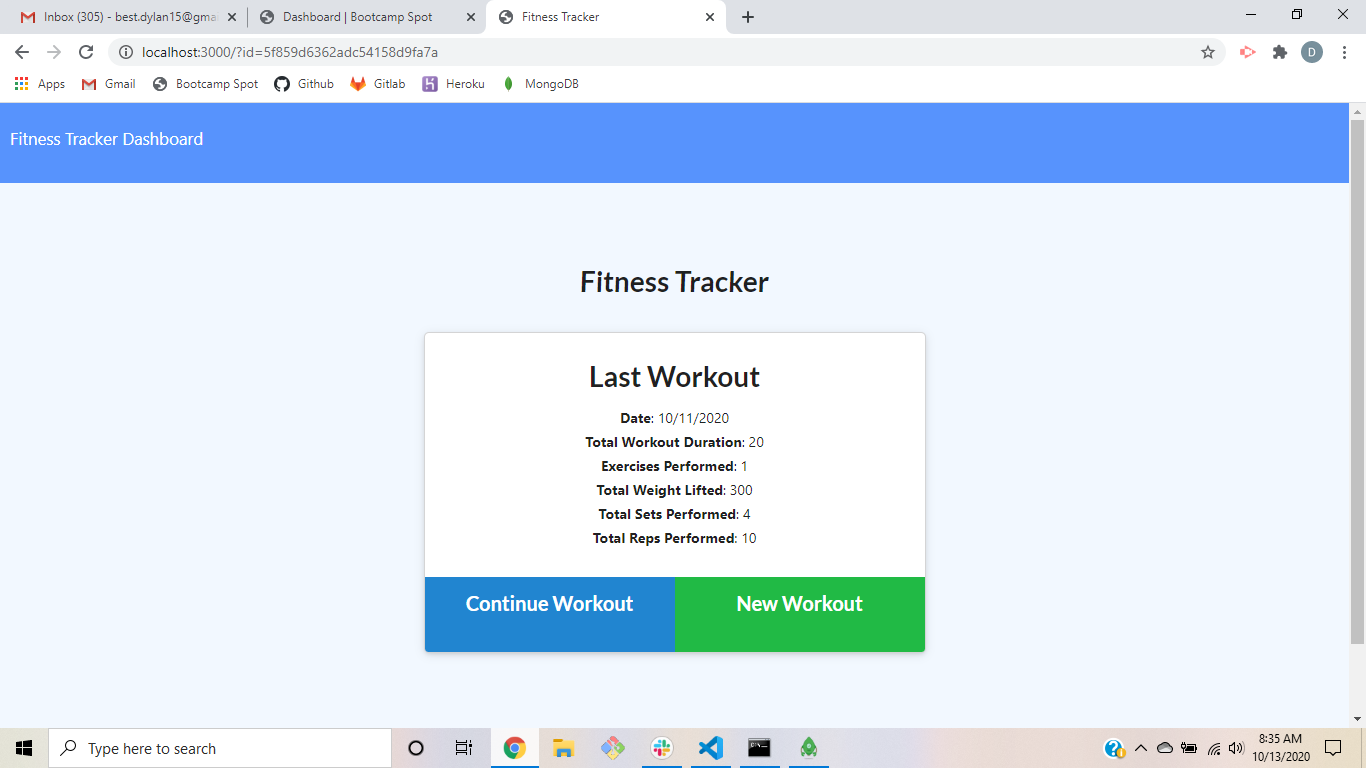 Inbox (305) - best.dylan15@gma
Dashboard | Bootcamp Spot
Fitness Tracker
localhost:3000/?id=5f859d6362adc54158d9fa7a
D
Apps
Gmail
Bootcamp Spot
Github
Gitlab
Heroku
MongoDB
Fitness Tracker Dashboard
Fitness Tracker
Last Workout
Date: 10/11/2020
Total Workout Duration: 20
Exercises Performed: 1
Total Weight Lifted: 300
Total Sets Performed: 4
Total Reps Performed: 10
Continue Workout
New Workout
Type here to search
8:35 AM
10/13/2020